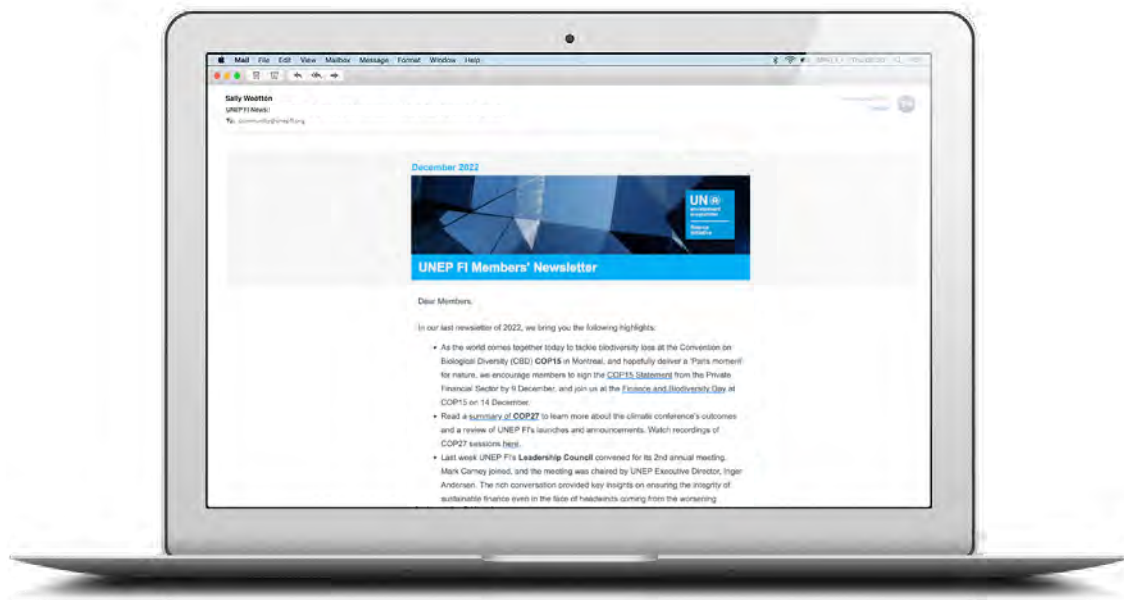 Mail File Edit View Mailbox Message Format Window Help
Sally Wootton
UNEP FI News:
To: community@unepfi.org
December 2022
UN
environment
programme
finance
initiative
UNEP FI Members' Newsletter
Dear Members,
In our last newsletter of 2022, we bring you the following highlights:
• As the world comes together today to tackle biodiversity loss at the Convention on
Biological Diversity (CBD) COP15 in Montreal, and hopefully deliver a 'Paris moment'
for nature, we encourage members to sign the COP15 Statement from the Private
Financial Sector by 9 December, and join us at the Finance and Biodiversity Day at
COP15 on 14 December.
• Read a summary of COP27 to learn more about the climate conference's outcomes
and a review of UNEP FI's launches and announcements. Watch recordings of
COP27 sessions here.
• Last week UNEP FI's Leadership Council convened for its 2nd annual meeting.
Mark Carney joined, and the meeting was chaired by UNEP Executive Director, Inger
Andersen. The rich conversation provided key insights on ensuring the integrity of
sustainable finance even in the face of headwinds coming from the worsening